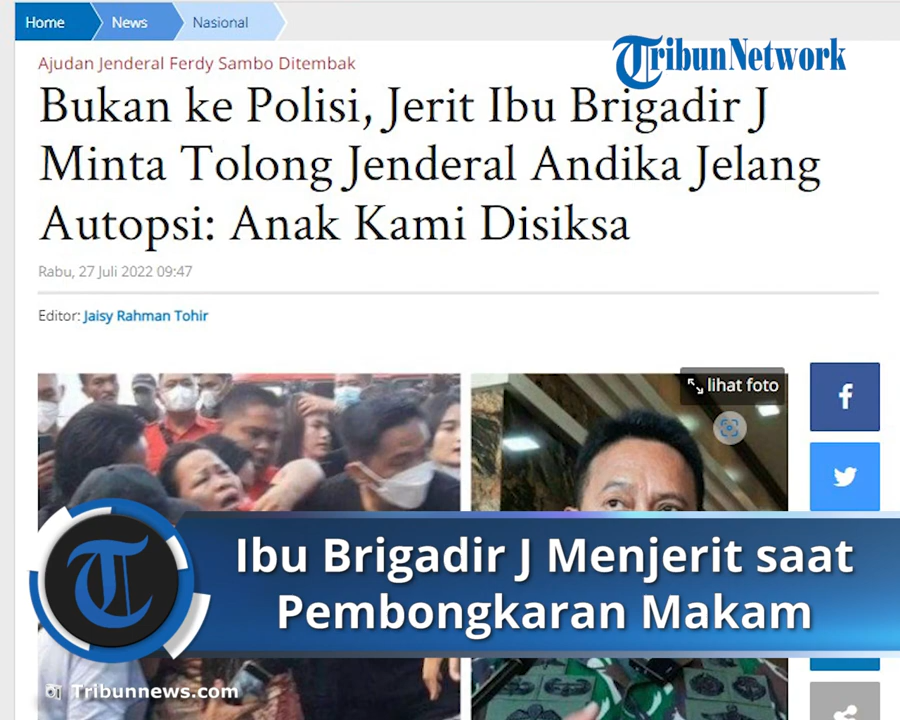 Home News Nasional
TribunNetwork
Ajudan Jenderal Ferdy Sambo Ditembak
Bukan ke Polisi, Jerit Ibu Brigadir J
Minta Tolong Jenderal Andika Jelang
Autopsi: Anak Kami Disiksa
Rabu, 27 Juli 2022 09:47
Editor: Jaisy Rahman Tohir
lihat foto
Ibu Brigadir J Menjerit saat
Pembongkaran Makam
Tribunnews.com